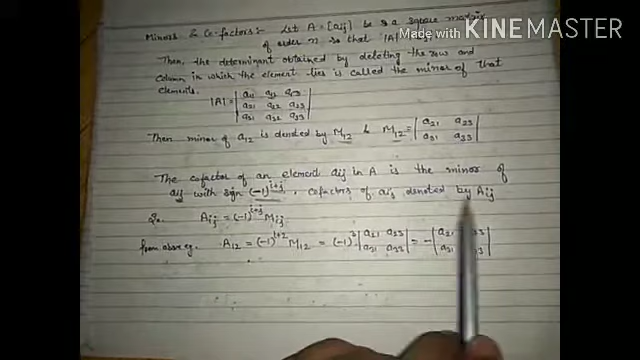 Made with KINEMASTER
Minors & Co-factors:- Let A = [aij] be a square matrix
of order n so that |A|
Then, the determinant obtained by deleting the row and
column in which the element lies is called the minor of that
elements.
|A| = | a11 a12 a13 |
| a21 a22 a23 |
| a31 a32 a33 |
Then minor of a12 is denoted by M12 & M12 = | a21 a23 |
| a31 a33 |
The cofactor of an element aij in A is the minor of
aij with sign (-1)^i+j. Cofactors of aij denoted by Aij
Aij = (-1)^i+j Mij
from above eg. A12 = (-1)^1+2 M12 = (-1)^3 | a21 a23 | = - | a21 a23 |
| a31 a33 | | a31 a33 |